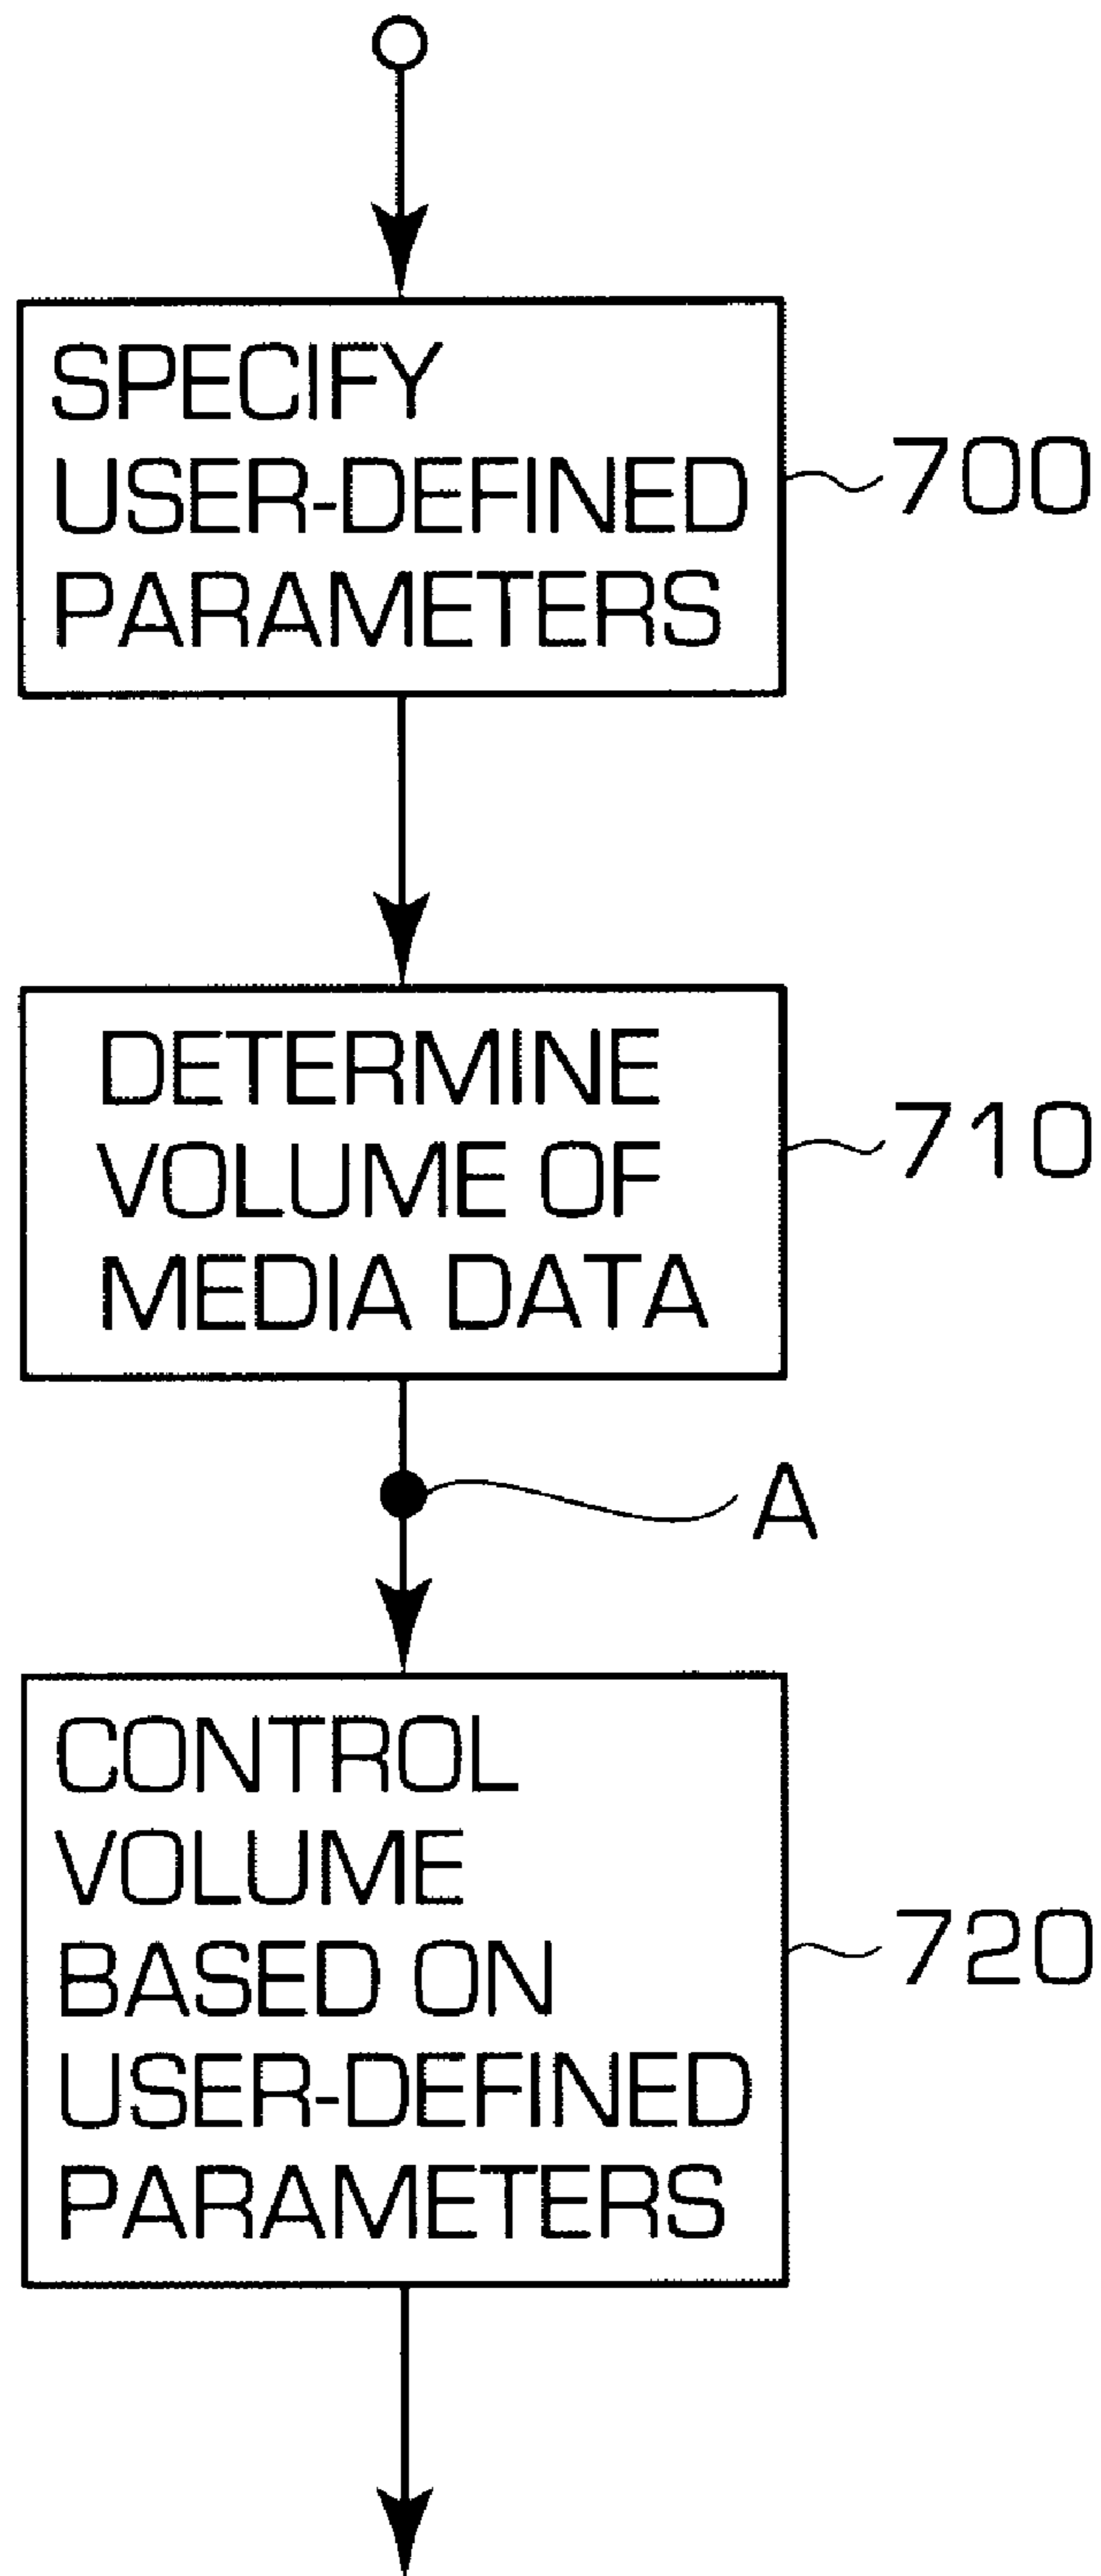 SPECIFY
USER-DEFINED
PARAMETERS
700
DETERMINE
VOLUME OF
MEDIA DATA
710
A
CONTROL
VOLUME
BASED ON
USER-DEFINED
PARAMETERS
720